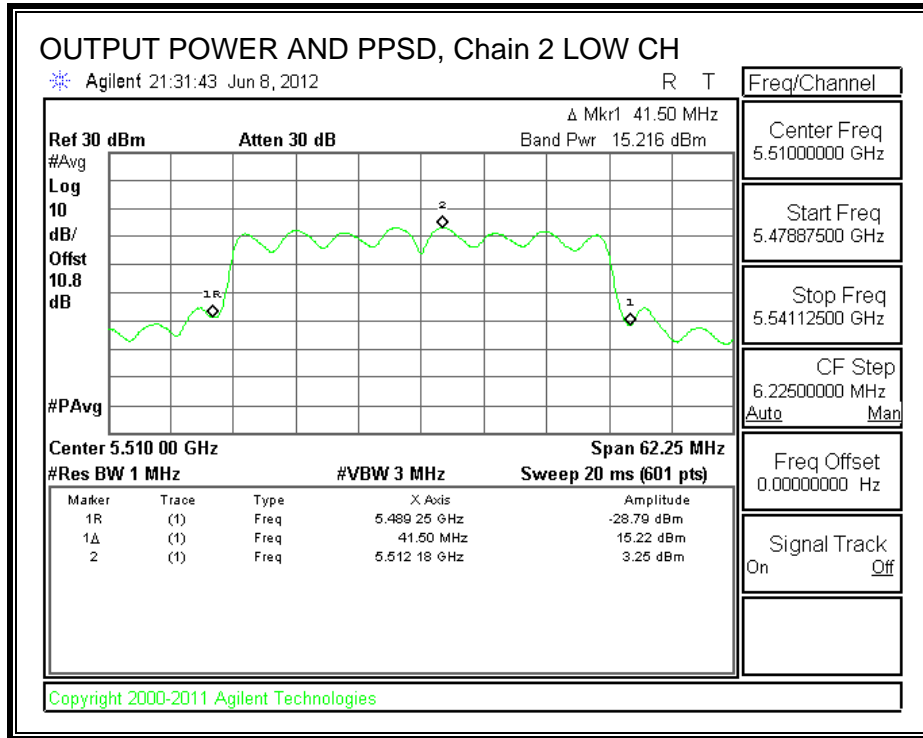 OUTPUT POWER AND PPSD, Chain 2 LOW CH
Agilent 21:31:43 Jun 8, 2012 R T
Δ Mkr1 41.50 MHz
Ref 30 dBm Atten 30 dB Band Pwr 15.216 dBm
#Avg
Log
10
dB/
Offst
10.8
dB
#PAvg
2
1R
1
Center 5.510 00 GHz Span 62.25 MHz
#Res BW 1 MHz #VBW 3 MHz Sweep 20 ms (601 pts)
Marker Trace Type X Axis Amplitude
1R (1) Freq 5.489 25 GHz -28.79 dBm
1Δ (1) Freq 41.50 MHz 15.22 dBm
2 (1) Freq 5.512 18 GHz 3.25 dBm
Freq/Channel
Center Freq
5.51000000 GHz
Start Freq
5.47887500 GHz
Stop Freq
5.54112500 GHz
CF Step
6.22500000 MHz
Auto Man
Freq Offset
0.00000000 Hz
Signal Track
On Off
Copyright 2000-2011 Agilent Technologies